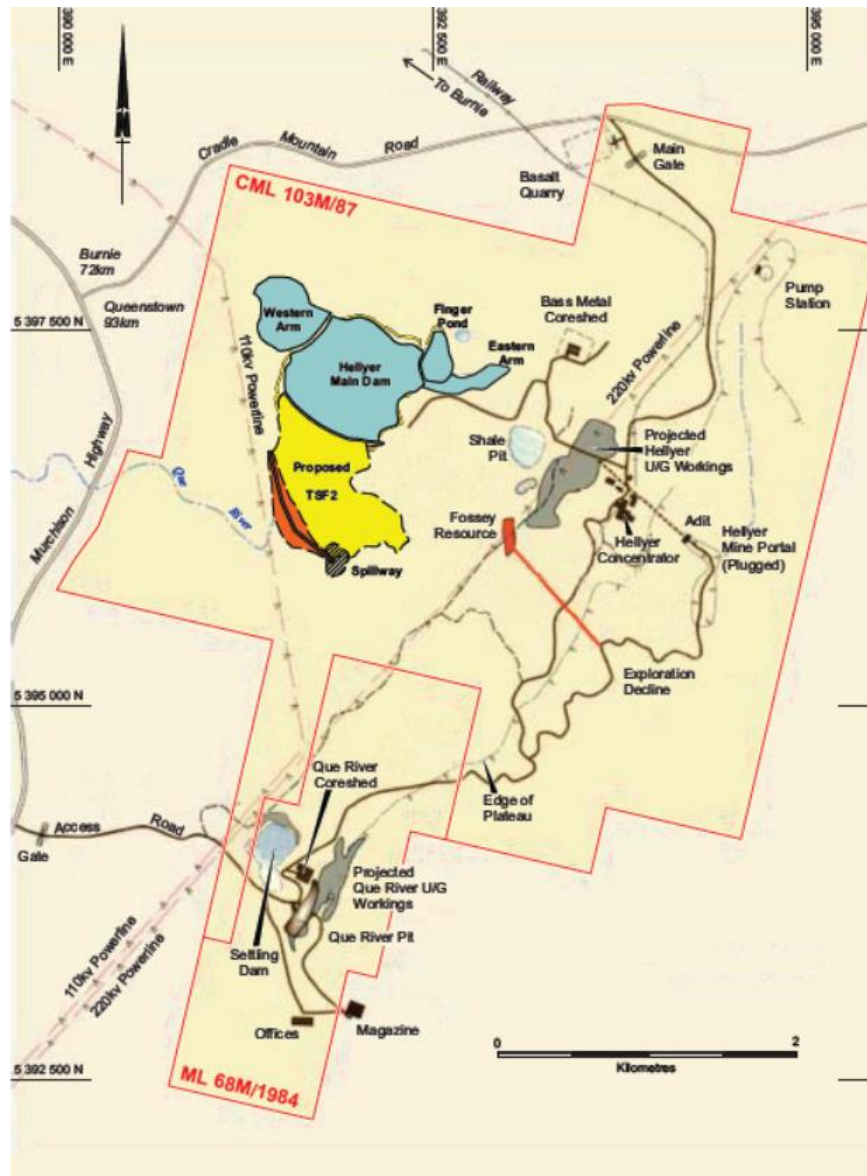 390 000 E
392 500 E
395 000 E
To Burnie
Railway
Cradle Mountain Road
Main
Gate
Basalt
Quarry
CML 103M/87
Burnie
72km
Queenstown
93km
Pump
Station
5 397 500 N
Western
Arm
Finger
Pond
Bass Metal
Coreshed
Eastern
Arm
110kv Powerline
Hellyer
Main Dam
220kv Powerline
Murchison Highway
Shale
Pit
Projected
Hellyer
U/G Workings
Proposed
TSF2
Que River
Fossey
Resource
Adit
Hellyer
Concentrator
Hellyer
Mine Portal
(Plugged)
Spillway
Exploration
Decline
5 395 000 N
Que River
Coreshed
Edge of
Plateau
Access Road
Gate
Projected
Que River U/G
Workings
Que River Pit
Settling
Dam
110kv Powerline
220kv Powerline
Offices
Magazine
0
2
Kilometres
5 392 500 N
ML 68M/1984